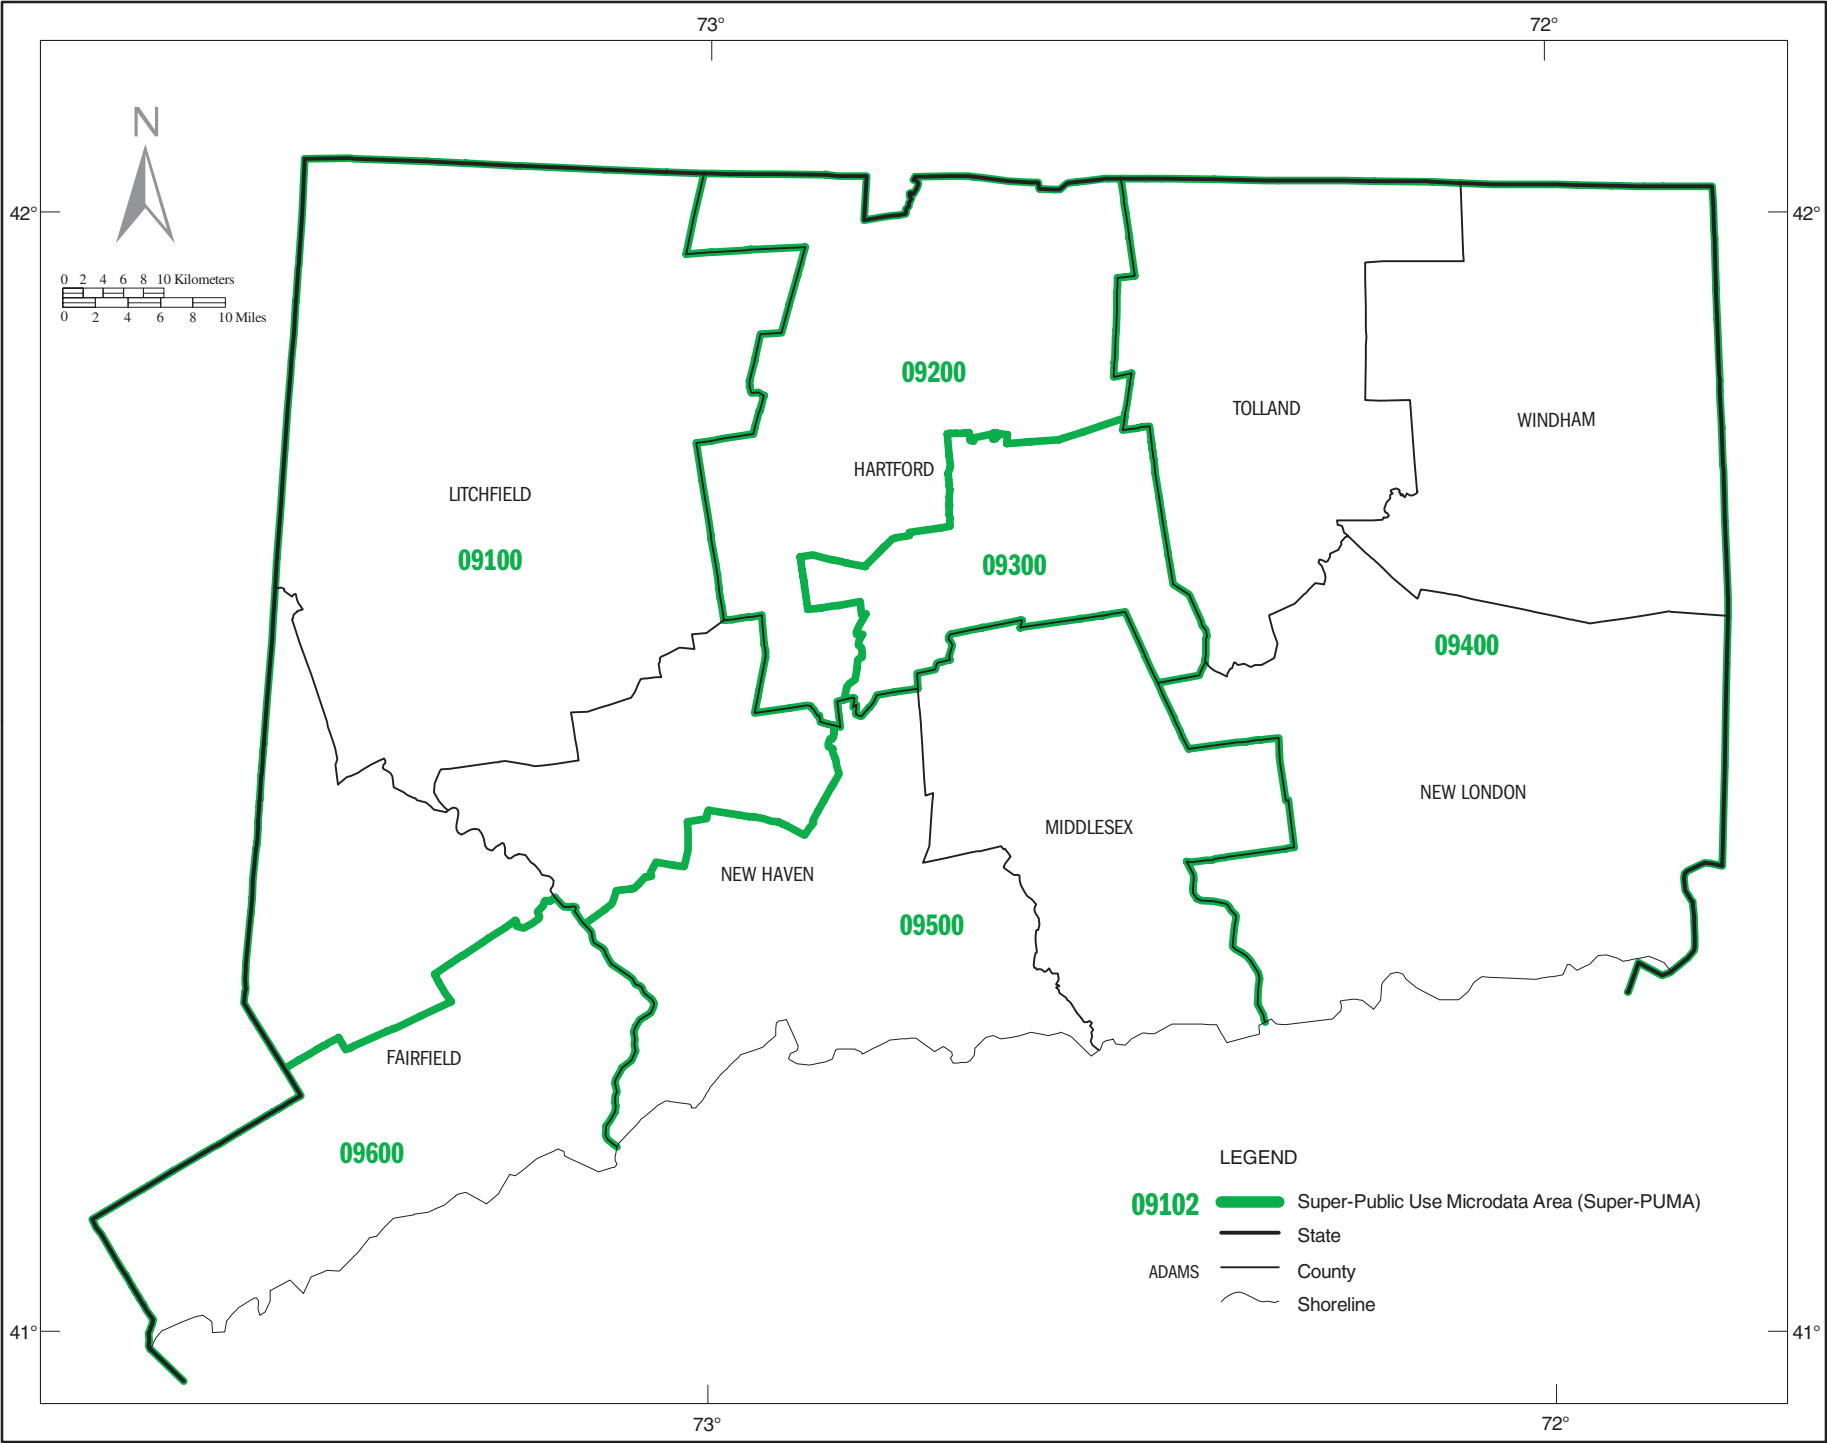 73° 72°
N
42° 42°
0 2 4 6 8 10 Kilometers
0 2 4 6 8 10 Miles
09200
TOLLAND
WINDHAM
HARTFORD
LITCHFIELD
09100
09300
09400
NEW LONDON
MIDDLESEX
NEW HAVEN
09500
FAIRFIELD
09600
LEGEND
09102 Super-Public Use Microdata Area (Super-PUMA)
State
ADAMS County
Shoreline
41° 41°
73° 72°